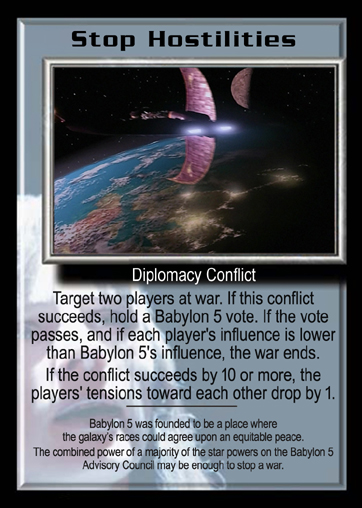 Stop Hostilities
Diplomacy Conflict
Target two players at war. If this conflict
succeeds, hold a Babylon 5 vote. If the vote
passes, and if each player's influence is lower
than Babylon 5's influence, the war ends.
If the conflict succeeds by 10 or more, the
players' tensions toward each other drop by 1.
Babylon 5 was founded to be a place where
the galaxy's races could agree upon an equitable peace.
The combined power of a majority of the star powers on the Babylon 5
Advisory Council may be enough to stop a war.